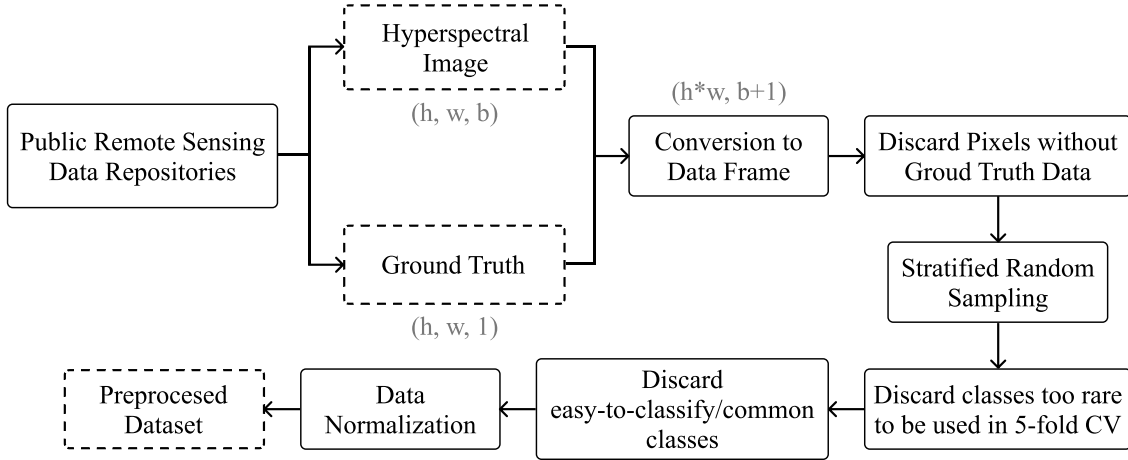 Public Remote Sensing
Data Repositories
Hyperspectral
Image
(h, w, b)
Ground Truth
(h, w, 1)
(h*w, b+1)
Conversion to
Data Frame
Discard Pixels without
Groud Truth Data
Stratified Random
Sampling
Discard classes too rare
to be used in 5-fold CV
Discard
easy-to-classify/common
classes
Data
Normalization
Preprocesed
Dataset